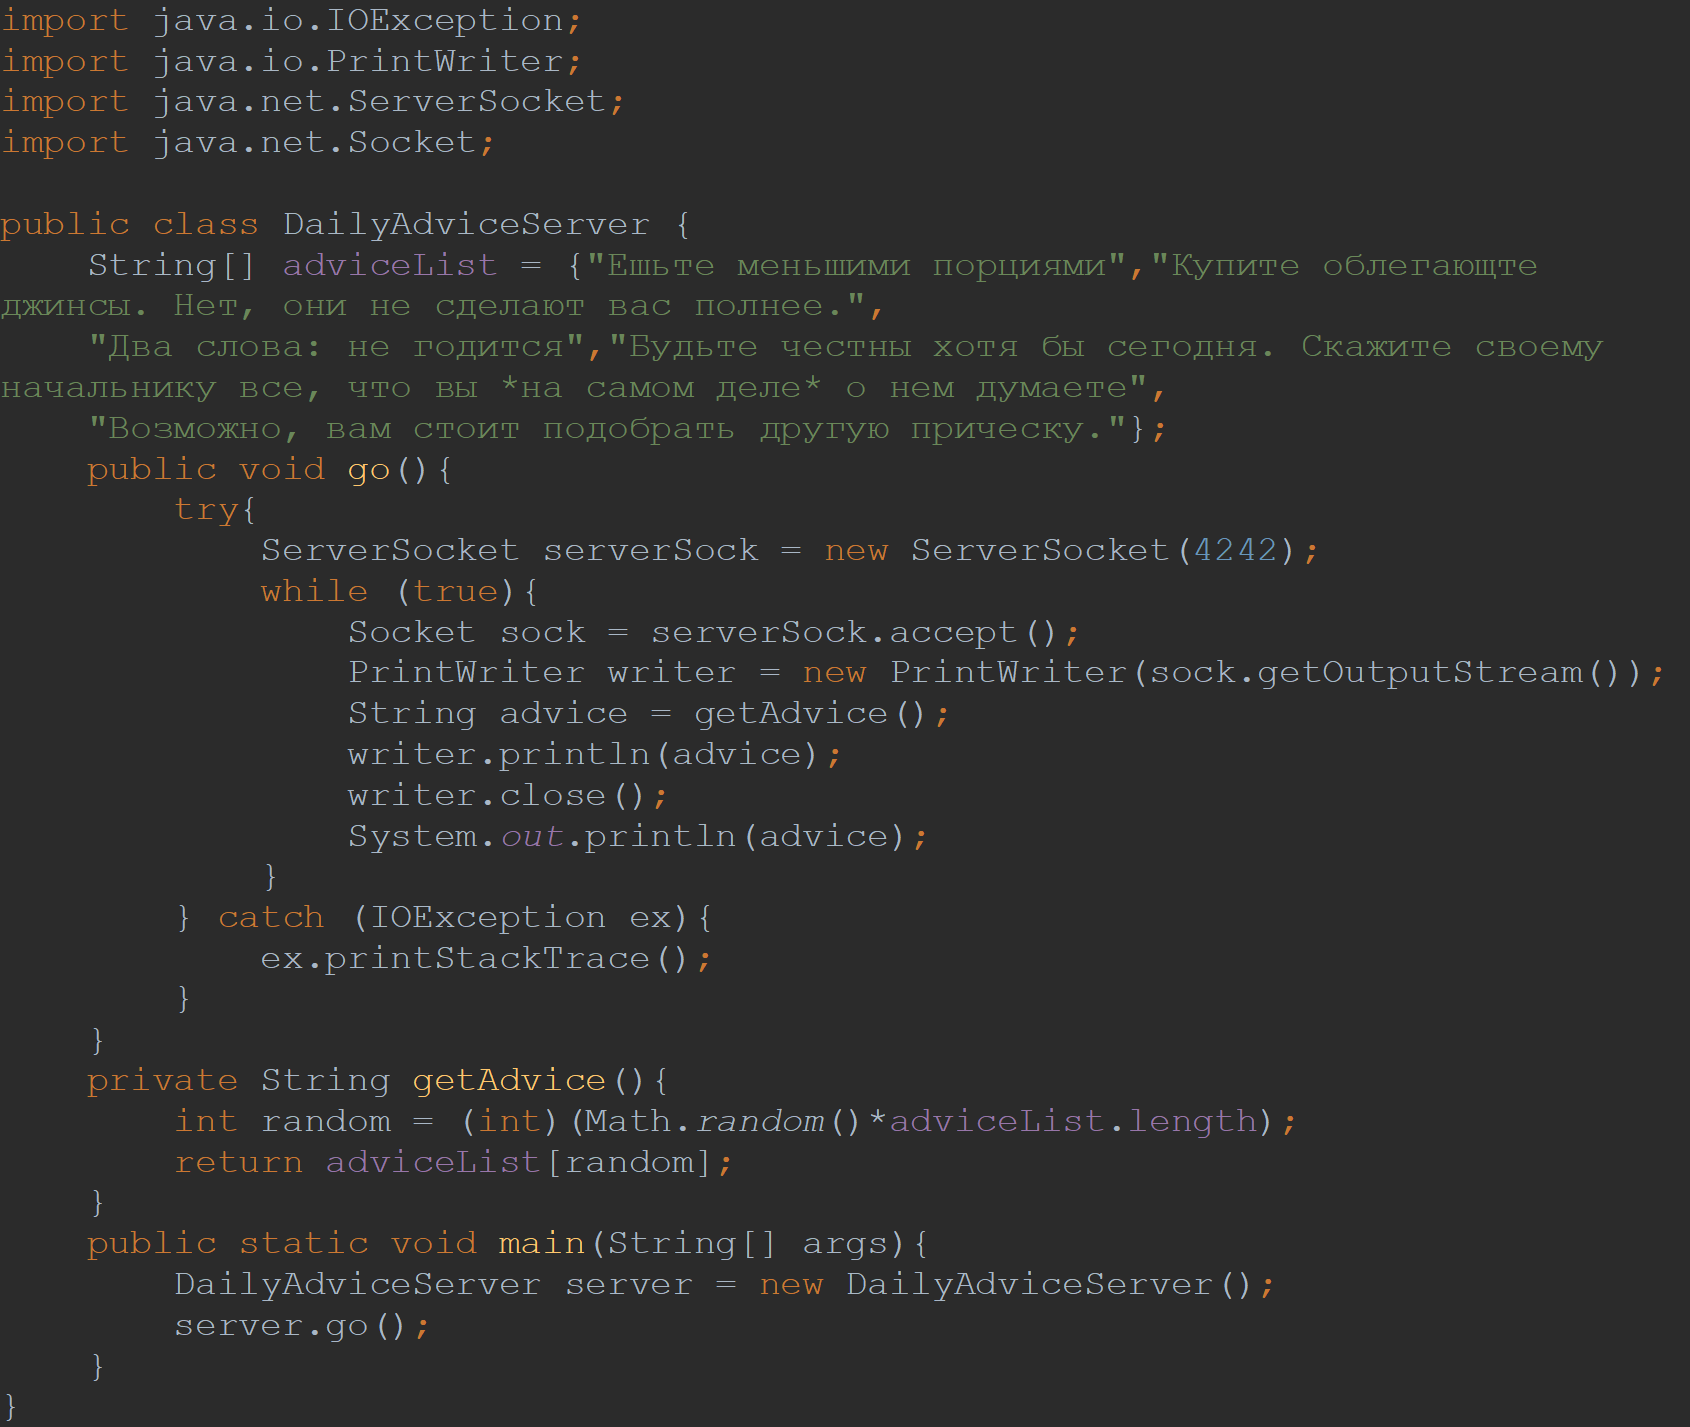 import java.io.IOException;
import java.io.PrintWriter;
import java.net.ServerSocket;
import java.net.Socket;

public class DailyAdviceServer {
    String[] adviceList = {"Ешьте меньшими порциями","Купите облегающте
джинсы. Нет, они не сделают вас полнее.",
    "Два слова: не годится","Будьте честны хотя бы сегодня. Скажите своему
начальнику все, что вы *на самом деле* о нем думаете",
    "Возможно, вам стоит подобрать другую прическу."};
    public void go(){
        try{
            ServerSocket serverSock = new ServerSocket(4242);
            while (true){
                Socket sock = serverSock.accept();
                PrintWriter writer = new PrintWriter(sock.getOutputStream());
                String advice = getAdvice();
                writer.println(advice);
                writer.close();
                System.out.println(advice);
            }
        } catch (IOException ex){
            ex.printStackTrace();
        }
    }
    private String getAdvice(){
        int random = (int)(Math.random()*adviceList.length);
        return adviceList[random];
    }
    public static void main(String[] args){
        DailyAdviceServer server = new DailyAdviceServer();
        server.go();
    }
}